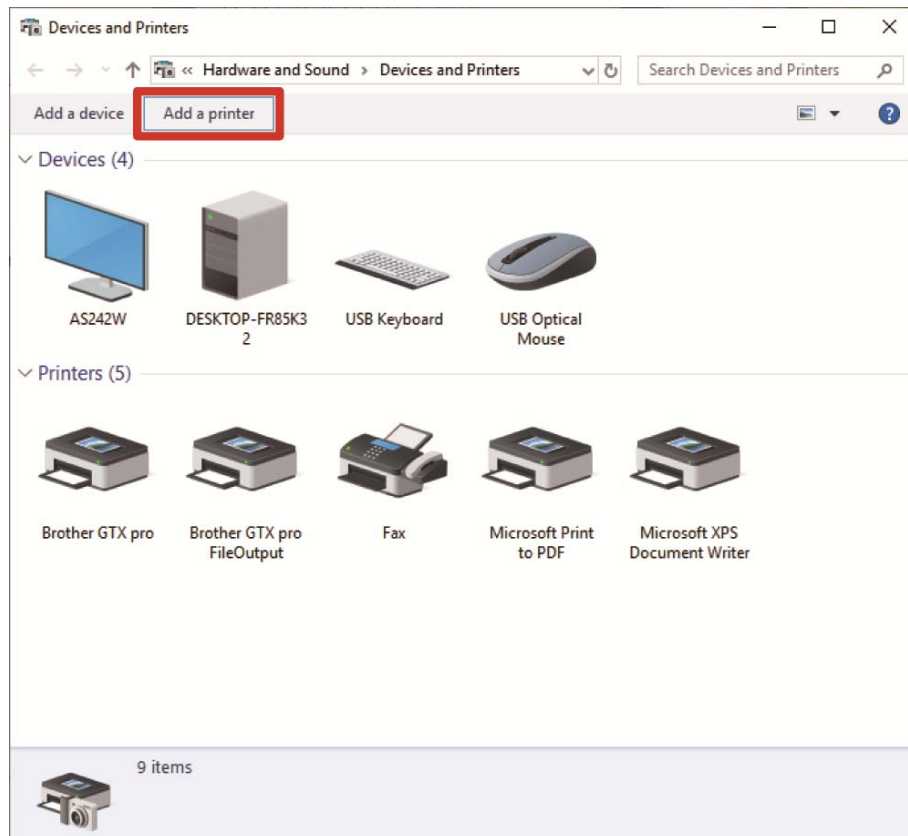 Devices and Printers
« Hardware and Sound > Devices and Printers
Search Devices and Printers
Add a device
Add a printer
Devices (4)
AS242W
DESKTOP-FR85K3
2
USB Keyboard
USB Optical
Mouse
Printers (5)
Brother GTX pro
Brother GTX pro
FileOutput
Fax
Microsoft Print
to PDF
Microsoft XPS
Document Writer
9 items